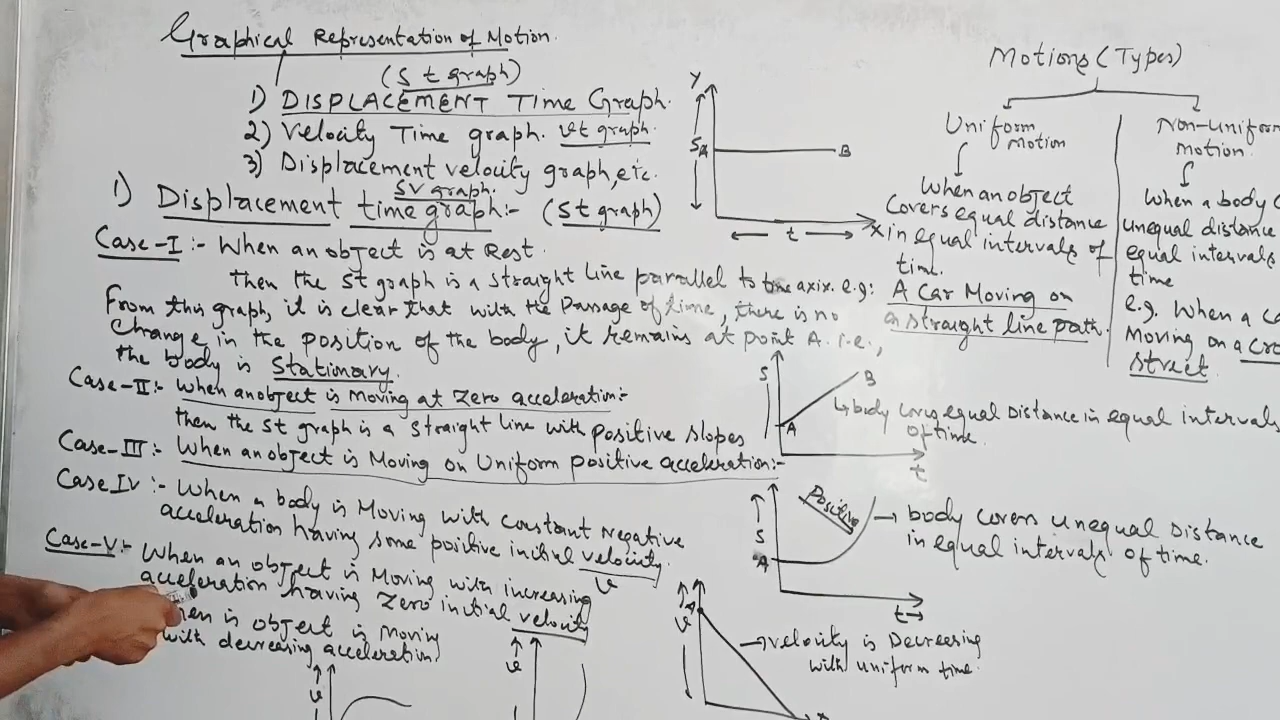 Graphical Representation of Motion.
(S t graph)
1) DISPLACEMENT Time Graph.
2) Velocity Time graph. vt graph.
3) Displacement velocity graph, etc.
SV graph.
1) Displacement time graph:- (St graph)
Case-I :- When an object is at Rest.
Then the st graph is a straight line parallel to the axix.
From this graph, it is clear that with the Passage of time, there is no
change in the position of the body, it remains at point A. i.e.,
the body is Stationary.
Case-II:- When an object is Moving at Zero acceleration:-
then the st graph is a straight line with positive slopes
Case-III:- When an object is Moving on Uniform positive acceleration:-
Case IV :- When a body is Moving with constant Negative
acceleration having some positive initial velocity.
v
Case-V:- When an object is Moving with increasing
acceleration having Zero initial velocity
is object is moving
with decreasing acceleration
v
v
Y
S
A
B
t
X
S
A
B
t
body covers equal Distance in equal intervals
of time.
S
A
Positive
t
body covers unequal Distance
in equal intervals of time.
A
v
velocity is Decreasing
with uniform time.
Motions (Types)
Uniform
Motion
When an object
Covers equal distance
in equal intervals of
time.
e.g: A Car Moving on
a straight line path.
Non-uniform
Motion.
When a body
unequal distance
equal intervals
time
e.g. When a
Moving on a
street.